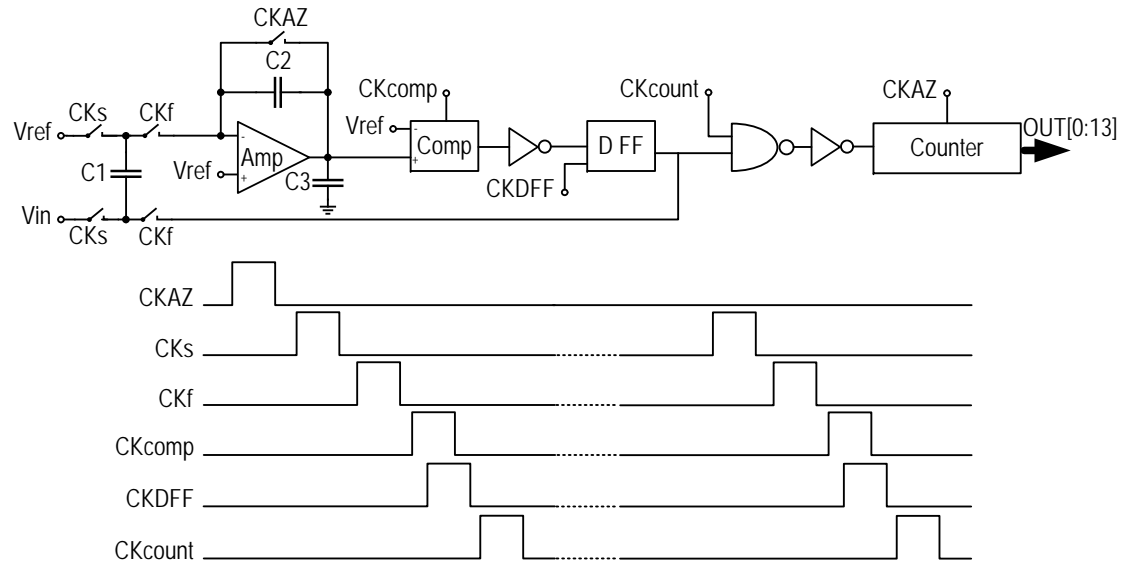 CKAZ
C2
CKs CKf
Vref
-
Amp
+
Vref
C1
C3
Vin
CKs CKf
CKcomp
Vref
-
Comp
+
D FF
CKDFF
CKcount
CKAZ
Counter
OUT[0:13]
CKAZ
CKs
CKf
CKcomp
CKDFF
CKcount